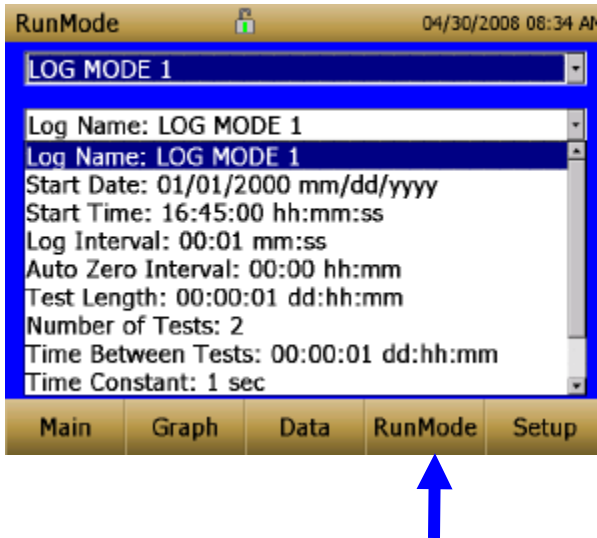 RunMode 04/30/2008 08:34 AM
LOG MODE 1
Log Name: LOG MODE 1
Log Name: LOG MODE 1
Start Date: 01/01/2000 mm/dd/yyyy
Start Time: 16:45:00 hh:mm:ss
Log Interval: 00:01 mm:ss
Auto Zero Interval: 00:00 hh:mm
Test Length: 00:00:01 dd:hh:mm
Number of Tests: 2
Time Between Tests: 00:00:01 dd:hh:mm
Time Constant: 1 sec
Main Graph Data RunMode Setup